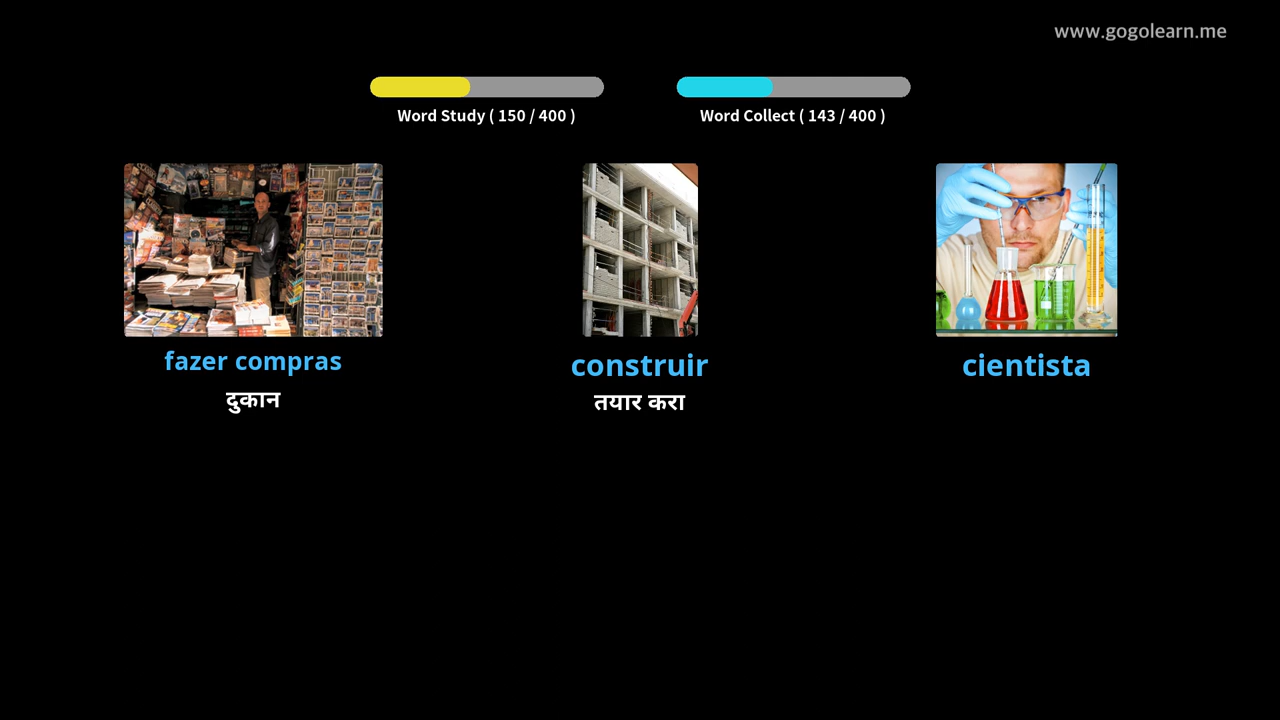 www.gogolearn.me
Word Study ( 150 / 400 )
Word Collect ( 143 / 400 )
fazer compras
दुकान
construir
तयार करा
cientista